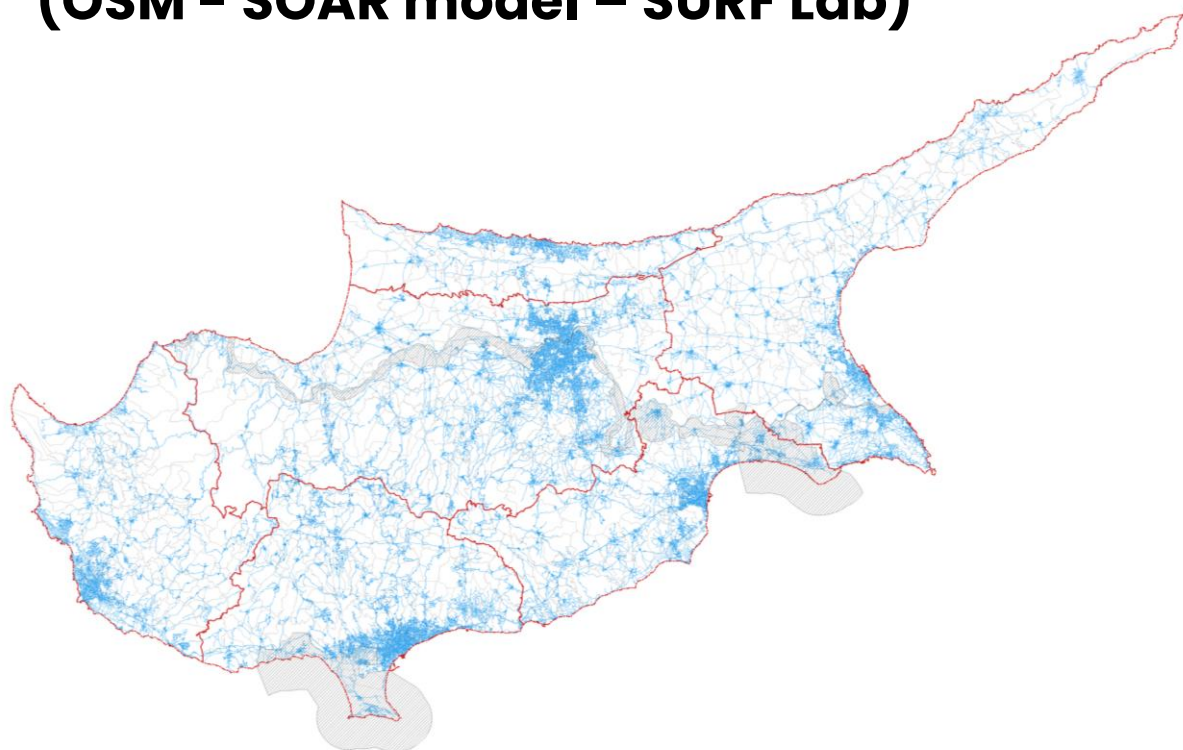 (OSM – SOAR model – SURF Lab)